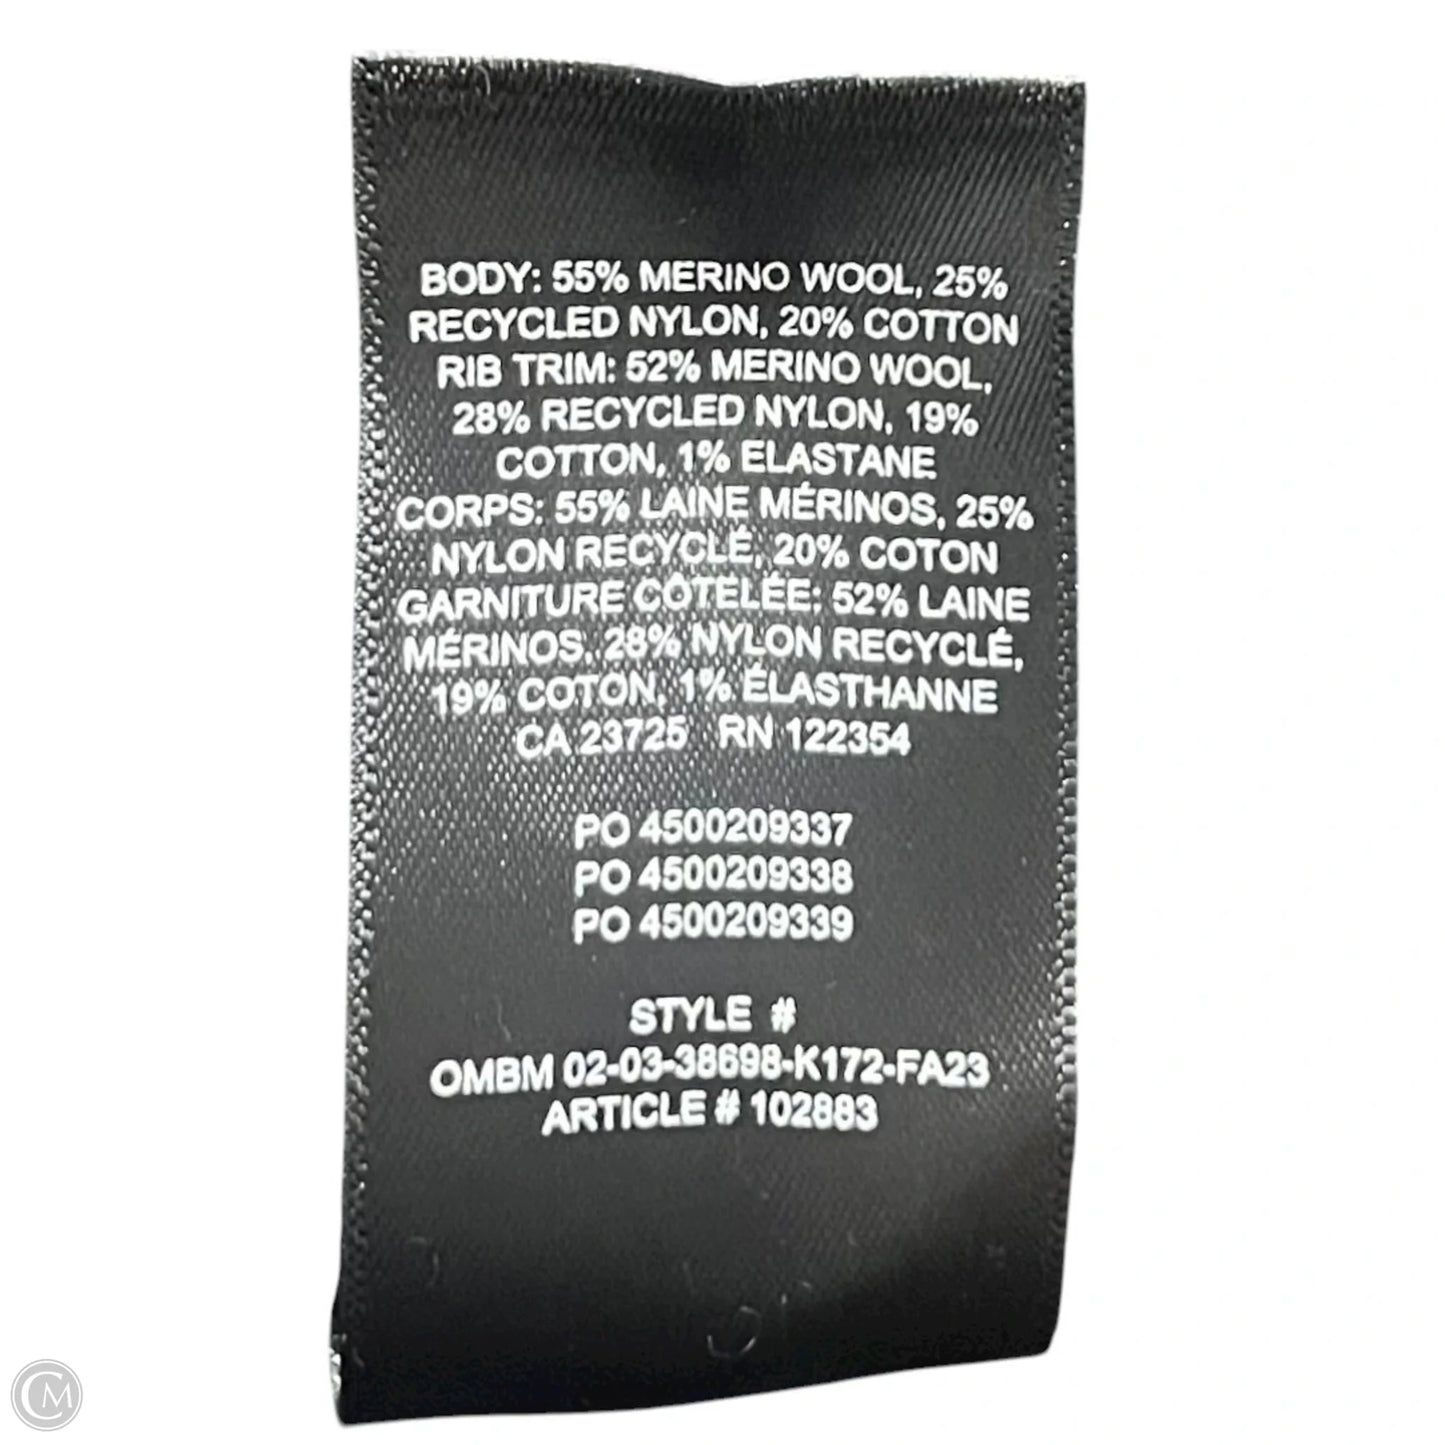 BODY: 55% MERINO WOOL, 25%
RECYCLED NYLON, 20% COTTON
RIB TRIM: 52% MERINO WOOL,
28% RECYCLED NYLON, 19%
COTTON, 1% ELASTANE
CORPS: 55% LAINE MÉRINOS, 25%
NYLON RECYCLÉ, 20% COTON
GARNITURE CÔTELÉE: 52% LAINE
MÉRINOS, 28% NYLON RECYCLÉ,
19% COTON, 1% ÉLASTHANNE
CA 23725 RN 122354
PO 4500209337
PO 4500209338
PO 4500209339
STYLE #
OMBM 02-03-38698-K172-FA23
ARTICLE # 102883
CM